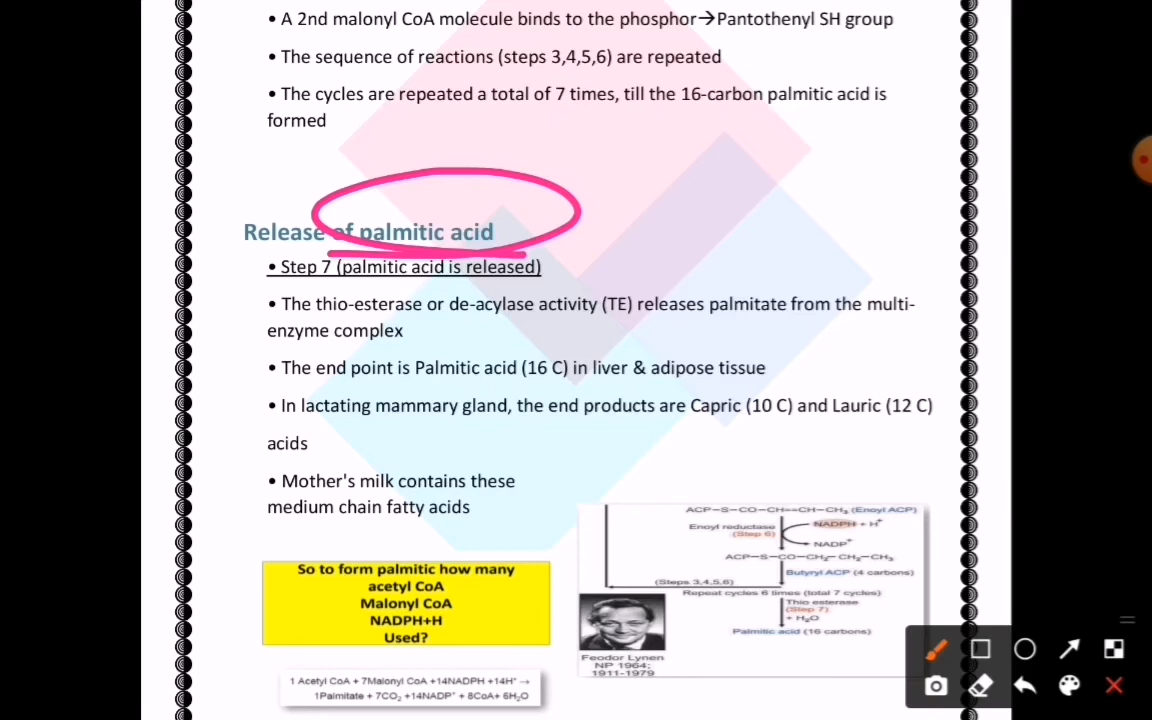 • A 2nd malonyl CoA molecule binds to the phosphor→Pantothenyl SH group
• The sequence of reactions (steps 3,4,5,6) are repeated
• The cycles are repeated a total of 7 times, till the 16-carbon palmitic acid is
formed
Release of palmitic acid
• Step 7 (palmitic acid is released)
• The thio-esterase or de-acylase activity (TE) releases palmitate from the multi-
enzyme complex
• The end point is Palmitic acid (16 C) in liver & adipose tissue
• In lactating mammary gland, the end products are Capric (10 C) and Lauric (12 C)
acids
• Mother's milk contains these
medium chain fatty acids
So to form palmitic how many
acetyl CoA
Malonyl CoA
NADPH+H
Used?
1 Acetyl CoA + 7Malonyl CoA +14NADPH +14H⁺ →
1Palmitate + 7CO₂ +14NADP⁺ + 8CoA+ 6H₂O
ACP–S–CO–CH=CH–CH₃ (Enoyl ACP)
Enoyl reductase
(Step 6)
NADPH + H⁺
NADP⁺
ACP–S–CO–CH₂–CH₂–CH₃
Butyryl ACP (4 carbons)
(Steps 3,4,5,6)
Repeat cycles 6 times (total 7 cycles)
Thio esterase
(Step 7)
+ H₂O
Palmitic acid (16 carbons)
Feodor Lynen
NP 1964;
1911-1979